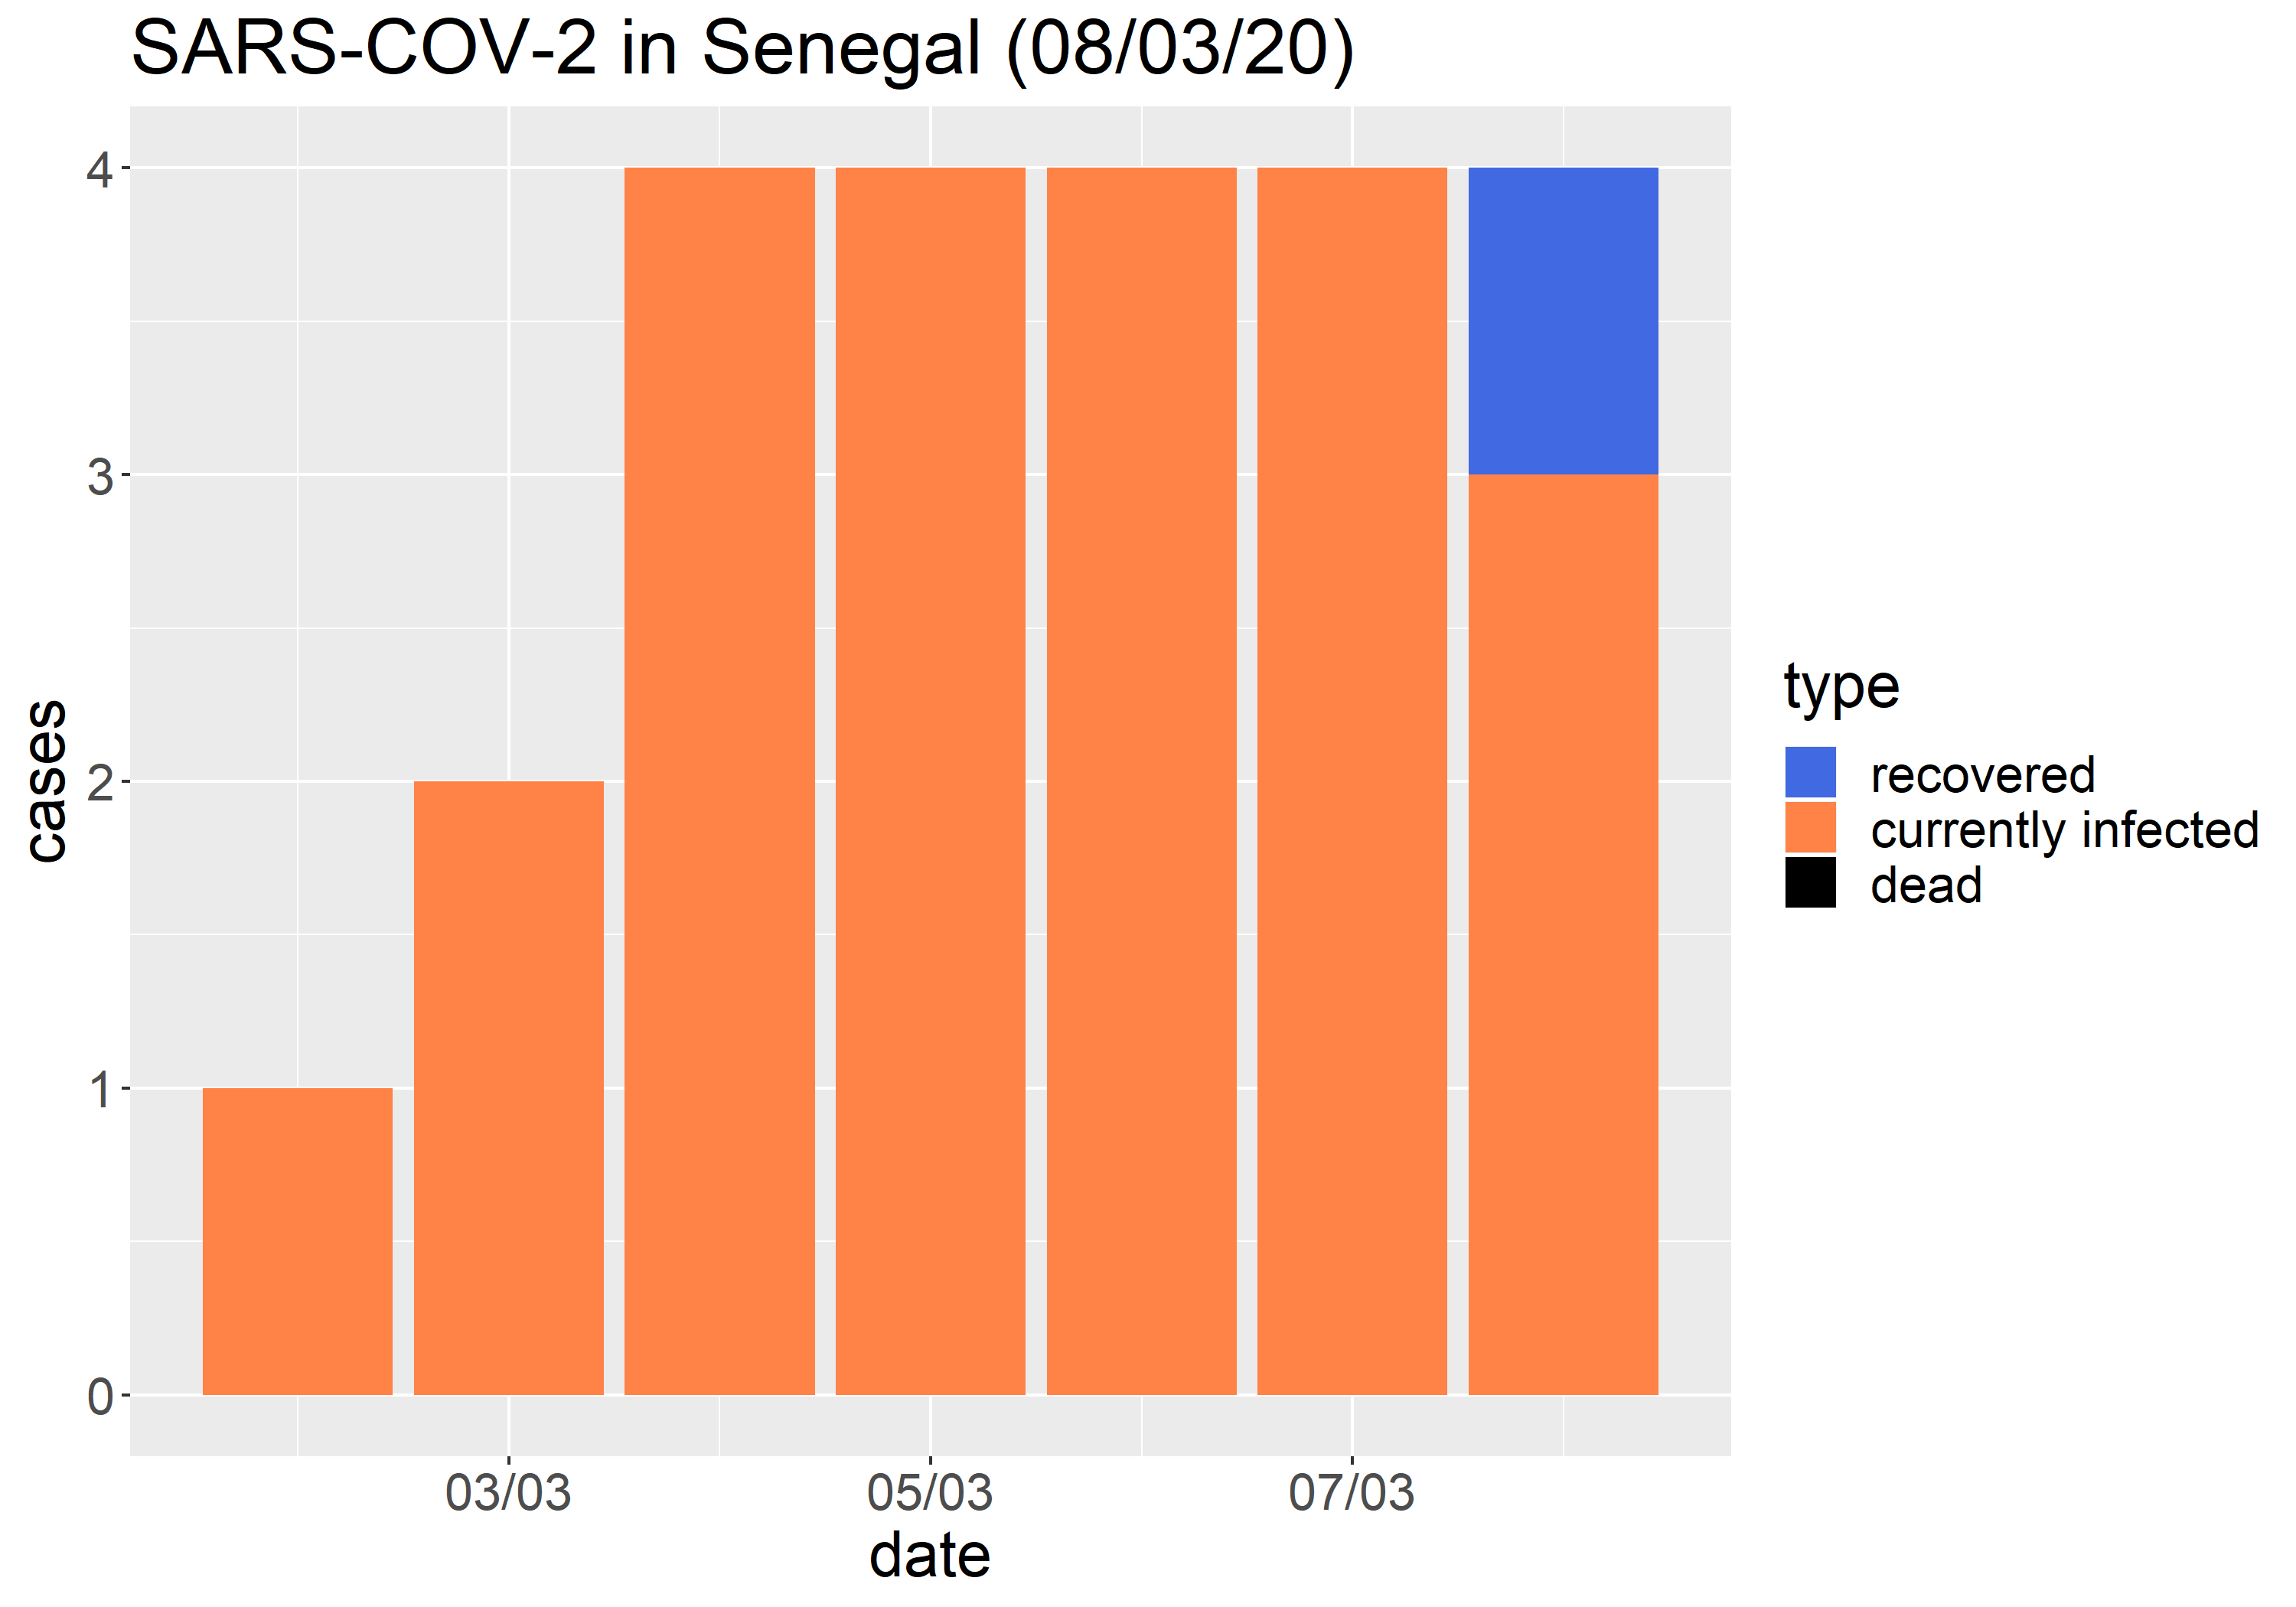 SARS-COV-2 in Senegal (08/03/20)
4
3
2
1
0
cases
03/03 05/03 07/03
date
type
recovered
currently infected
dead